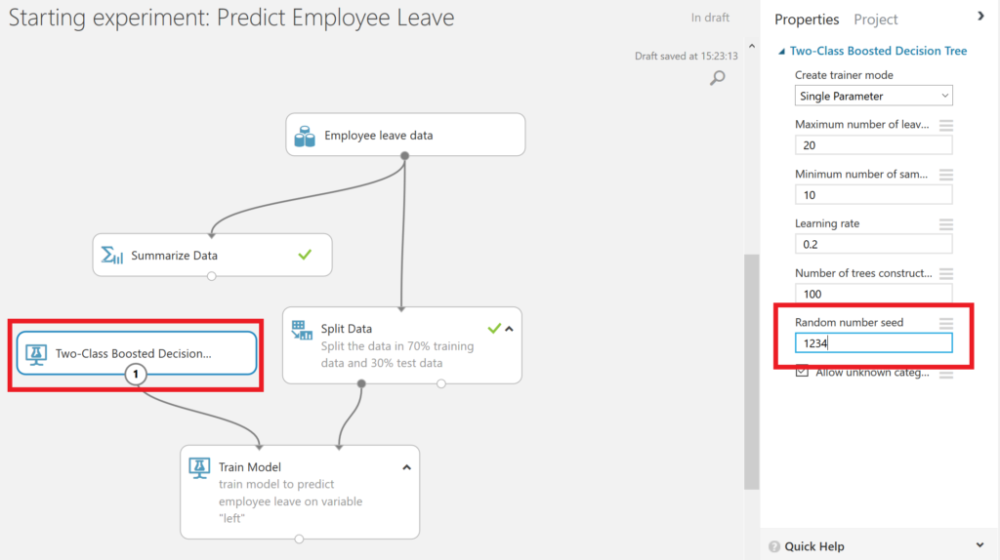 Starting experiment: Predict Employee Leave
In draft
Draft saved at 15:23:13
Employee leave data
Summarize Data
Split Data
Split the data in 70% training
data and 30% test data
Two-Class Boosted Decision...
1
Train Model
train model to predict
employee leave on variable
"left"
Properties Project
Two-Class Boosted Decision Tree
Create trainer mode
Single Parameter
Maximum number of leav...
20
Minimum number of sam...
10
Learning rate
0.2
Number of trees construct...
100
Random number seed
1234
Allow unknown categ...
? Quick Help